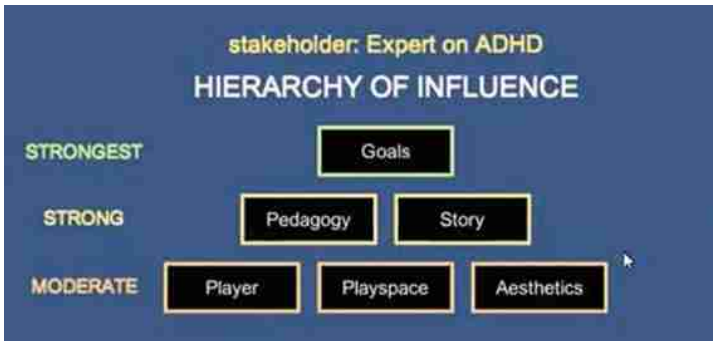 stakeholder: Expert on ADHD
HIERARCHY OF INFLUENCE
STRONGEST Goals
STRONG Pedagogy Story
MODERATE Player Playspace Aesthetics